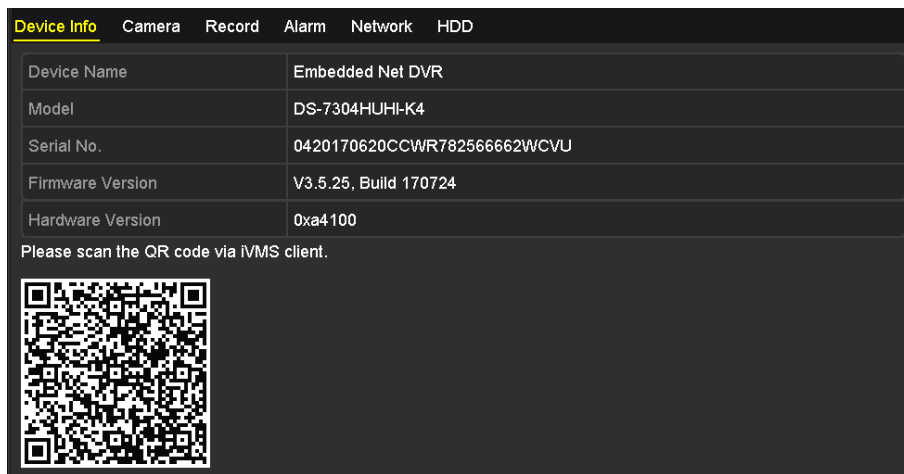 Device Info Camera Record Alarm Network HDD
Device Name Embedded Net DVR
Model DS-7304HUHI-K4
Serial No. 0420170620CCWR782566662WCVU
Firmware Version V3.5.25, Build 170724
Hardware Version 0xa4100
Please scan the QR code via iVMS client.